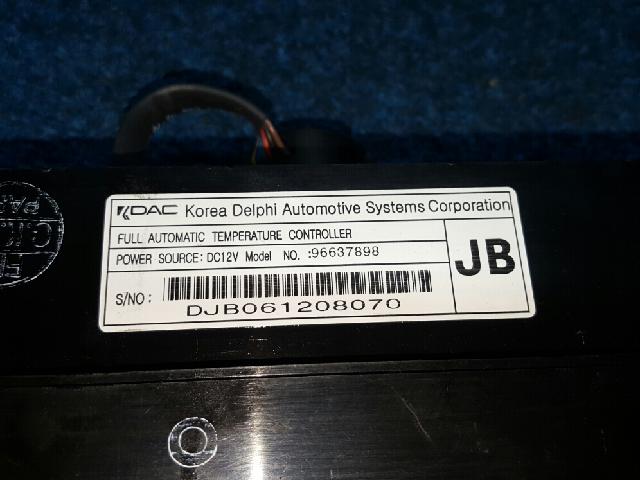 KDAC Korea Delphi Automotive Systems Corporation
FULL AUTOMATIC TEMPERATURE CONTROLLER
POWER SOURCE: DC12V Model NO. :96637898
JB
S/NO :
DJB061208070